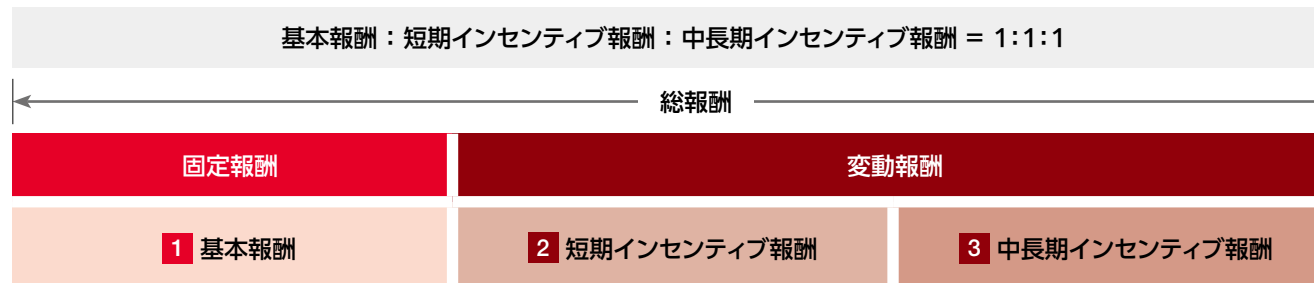 基本報酬：短期インセンティブ報酬：中長期インセンティブ報酬 = 1:1:1
総報酬
固定報酬 変動報酬
1 基本報酬 2 短期インセンティブ報酬 3 中長期インセンティブ報酬